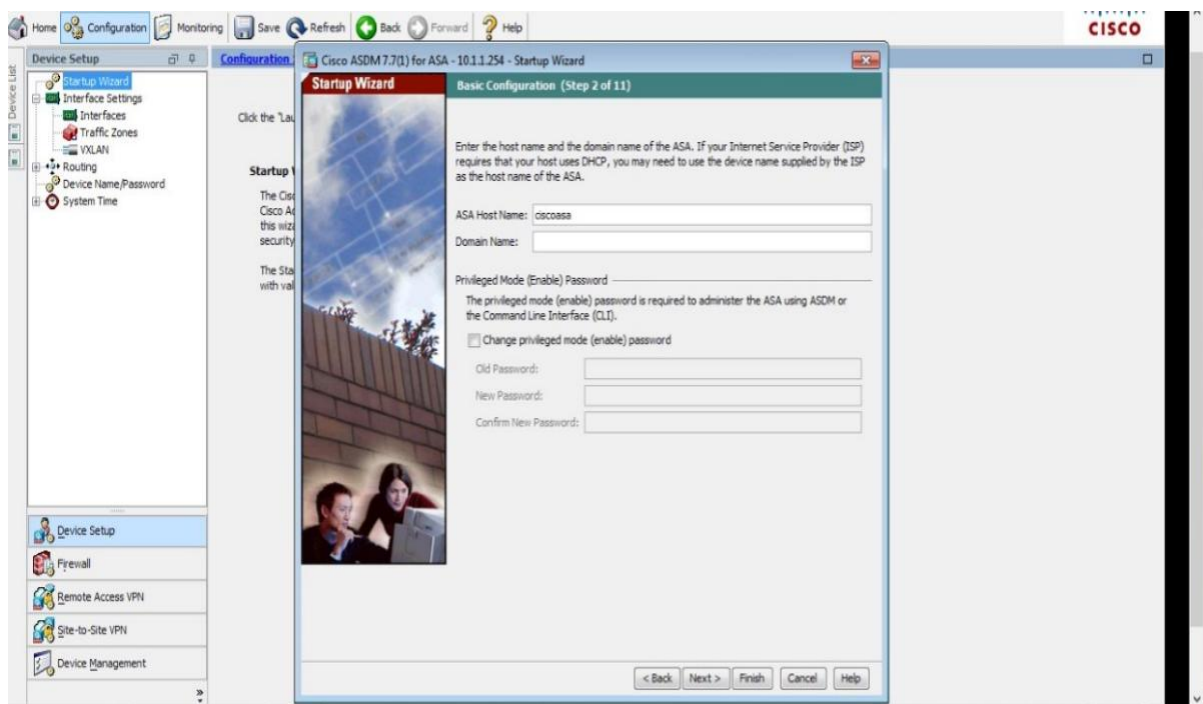 Home Configuration Monitoring Save Refresh Back Forward Help
CISCO
Device List
Device Setup
Startup Wizard
Interface Settings
Interfaces
Traffic Zones
VXLAN
Routing
Device Name/Password
System Time
Configuration
Click the "Lau
Startup
The Cisc
Cisco Ad
this wiza
security
The Sta
with val
Cisco ASDM 7.7(1) for ASA - 10.1.1.254 - Startup Wizard
Startup Wizard
Basic Configuration (Step 2 of 11)
Enter the host name and the domain name of the ASA. If your Internet Service Provider (ISP)
requires that your host uses DHCP, you may need to use the device name supplied by the ISP
as the host name of the ASA.
ASA Host Name: ciscoasa
Domain Name:
Privileged Mode (Enable) Password
The privileged mode (enable) password is required to administer the ASA using ASDM or
the Command Line Interface (CLI).
Change privileged mode (enable) password
Old Password:
New Password:
Confirm New Password:
Device Setup
Firewall
Remote Access VPN
Site-to-Site VPN
Device Management
< Back Next > Finish Cancel Help